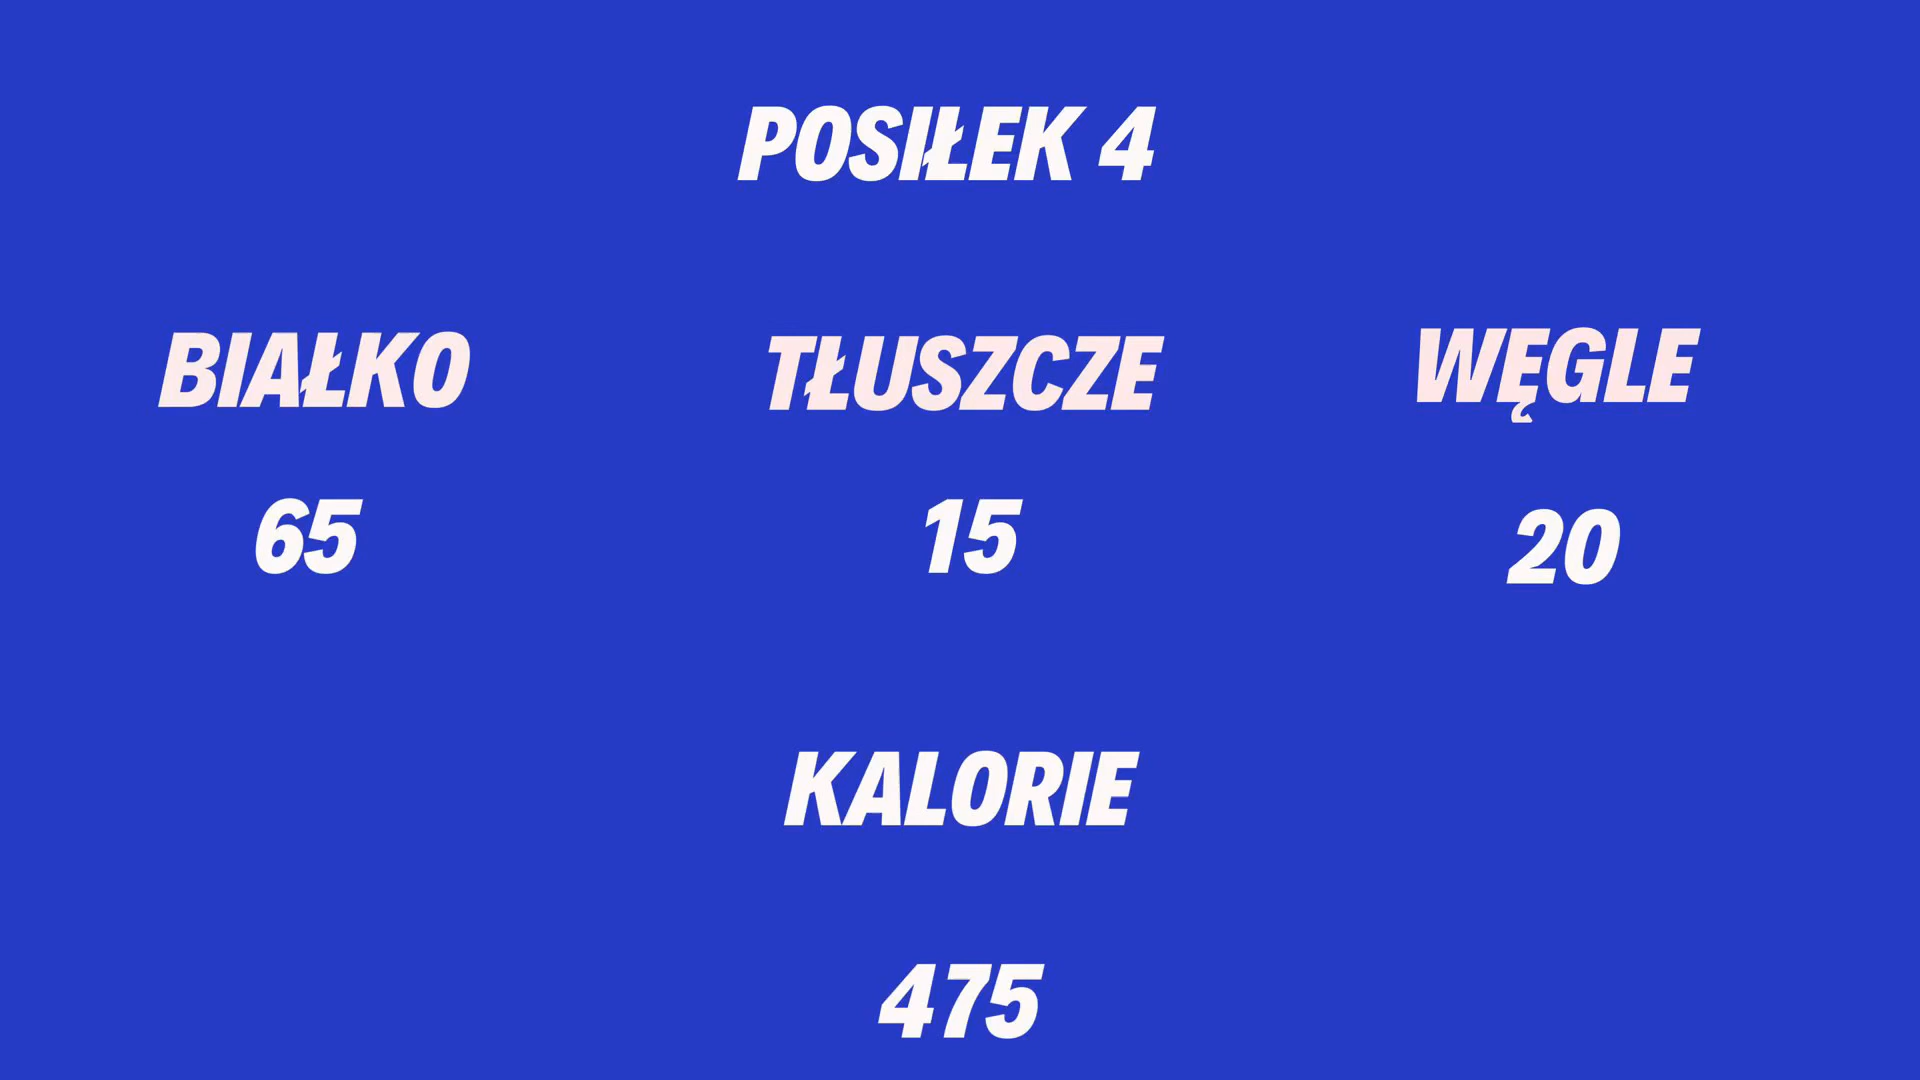 POSIŁEK 4
BIAŁKO TŁUSZCZE WĘGLE
65 15 20
KALORIE
475